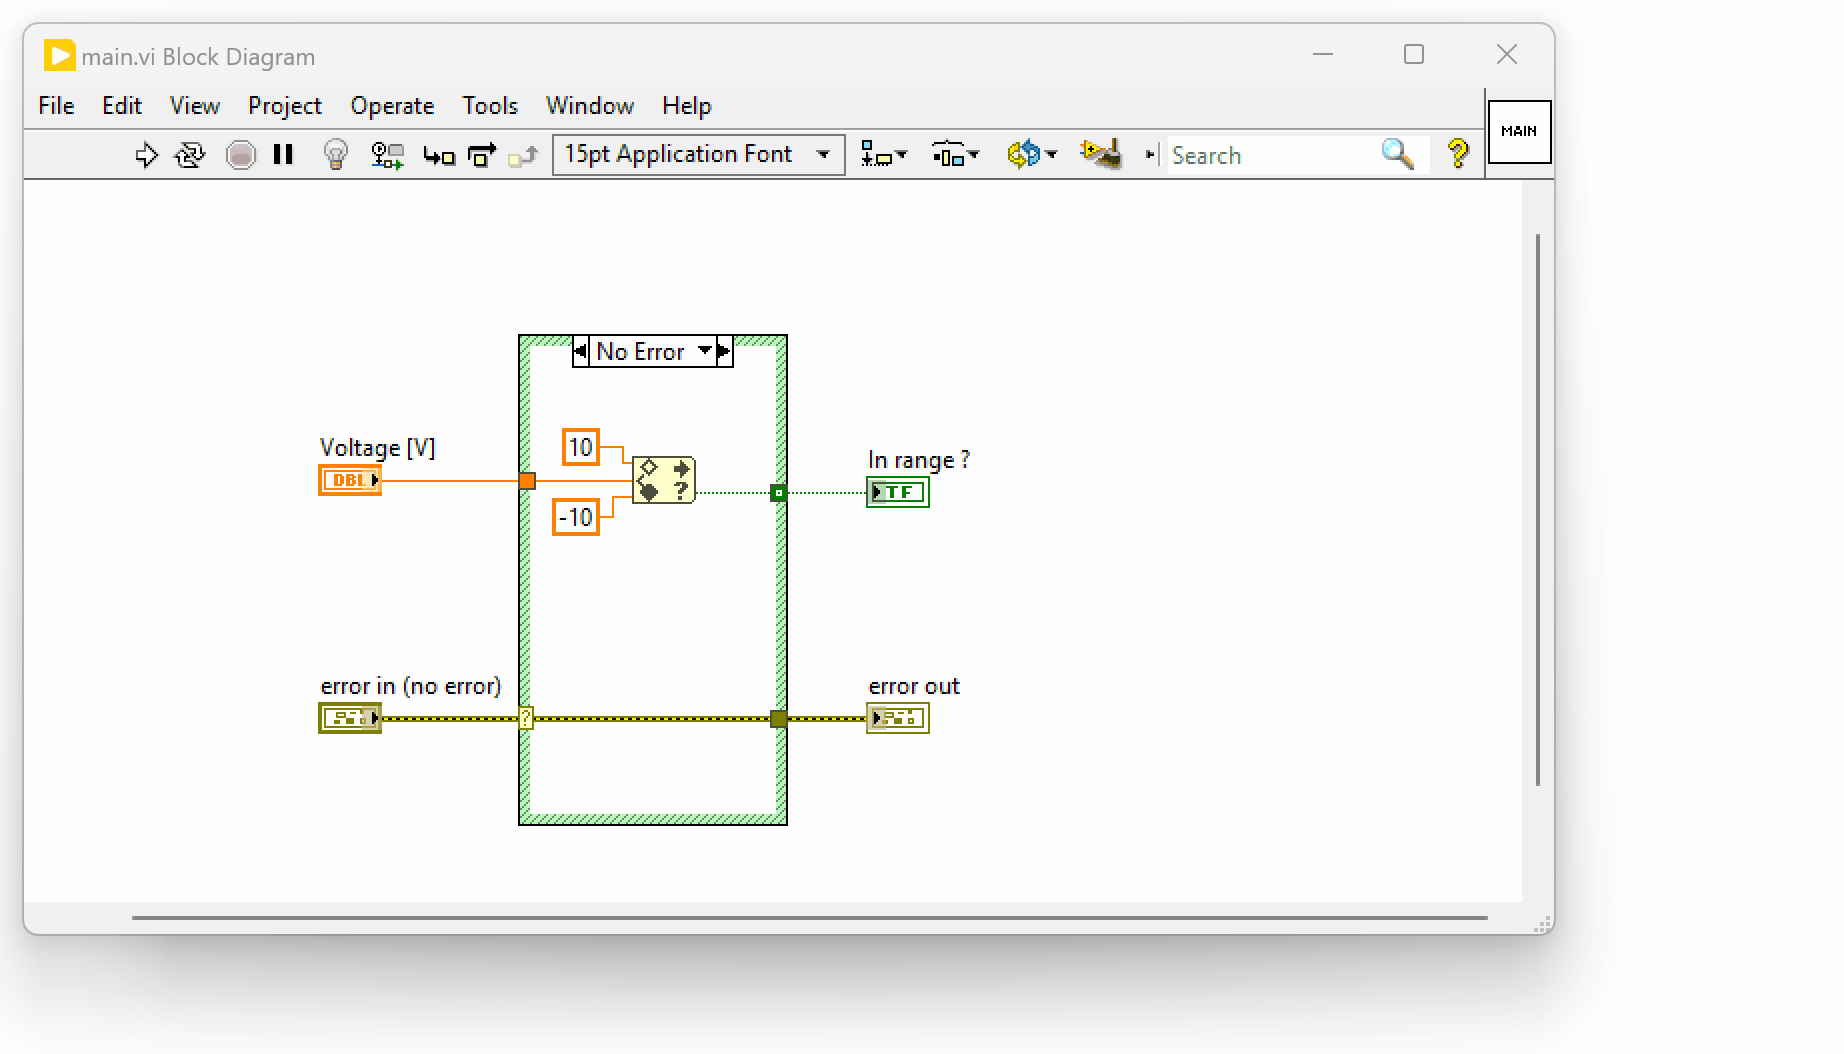 main.vi Block Diagram
File Edit View Project Operate Tools Window Help
MAIN
15pt Application Font
Search
?
No Error
Voltage [V]
10
In range ?
DBL
?
TF
-10
error in (no error)
error out
?